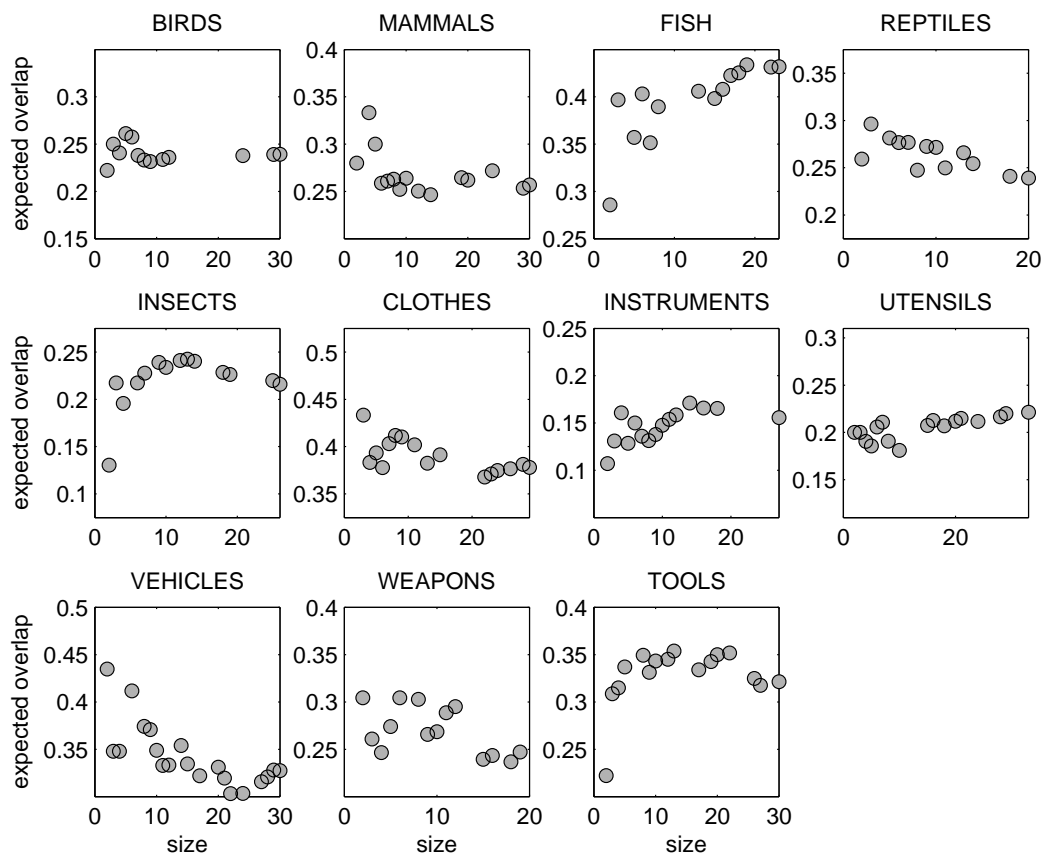 BIRDS MAMMALS FISH REPTILES
expected overlap
0.3
0.25
0.2
0.15
0 10 20 30
0.4
0.35
0.3
0.25
0.2
0 10 20 30
0.4
0.35
0.3
0.25
0 10 20
0.35
0.3
0.25
0.2
0 10 20
INSECTS CLOTHES INSTRUMENTS UTENSILS
expected overlap
0.25
0.2
0.15
0.1
0 10 20
0.5
0.45
0.4
0.35
0 10 20
0.25
0.2
0.15
0.1
0 10 20
0.3
0.25
0.2
0.15
0 20
VEHICLES WEAPONS TOOLS
expected overlap
0.5
0.45
0.4
0.35
0 10 20 30
size
0.4
0.35
0.3
0.25
0 10 20
size
0.4
0.35
0.3
0.25
0.2
0 10 20 30
size